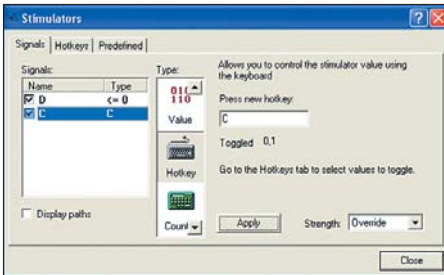 Stimulators
Signals Hotkeys Predefined
Signals:
Name Type
D <= 0
C C
Display paths
Type:
Value
Hotkey
Count
Allows you to control the stimulator value using
the keyboard
Press new hotkey:
C
Toggled 0,1
Go to the Hotkeys tab to select values to toggle.
Apply Strength: Override
Close